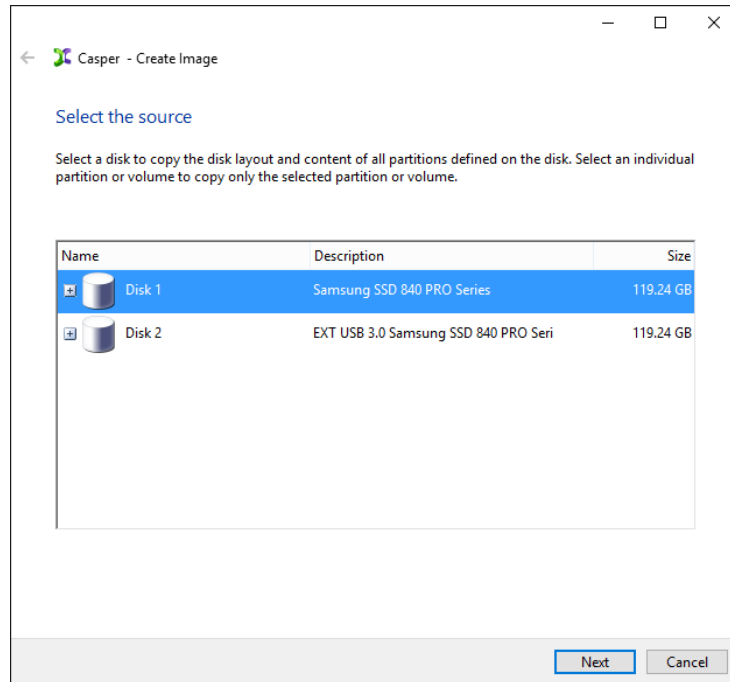 Casper - Create Image
Select the source
Select a disk to copy the disk layout and content of all partitions defined on the disk. Select an individual
partition or volume to copy only the selected partition or volume.
Name Description Size
Disk 1 Samsung SSD 840 PRO Series 119.24 GB
Disk 2 EXT USB 3.0 Samsung SSD 840 PRO Seri 119.24 GB
Next Cancel